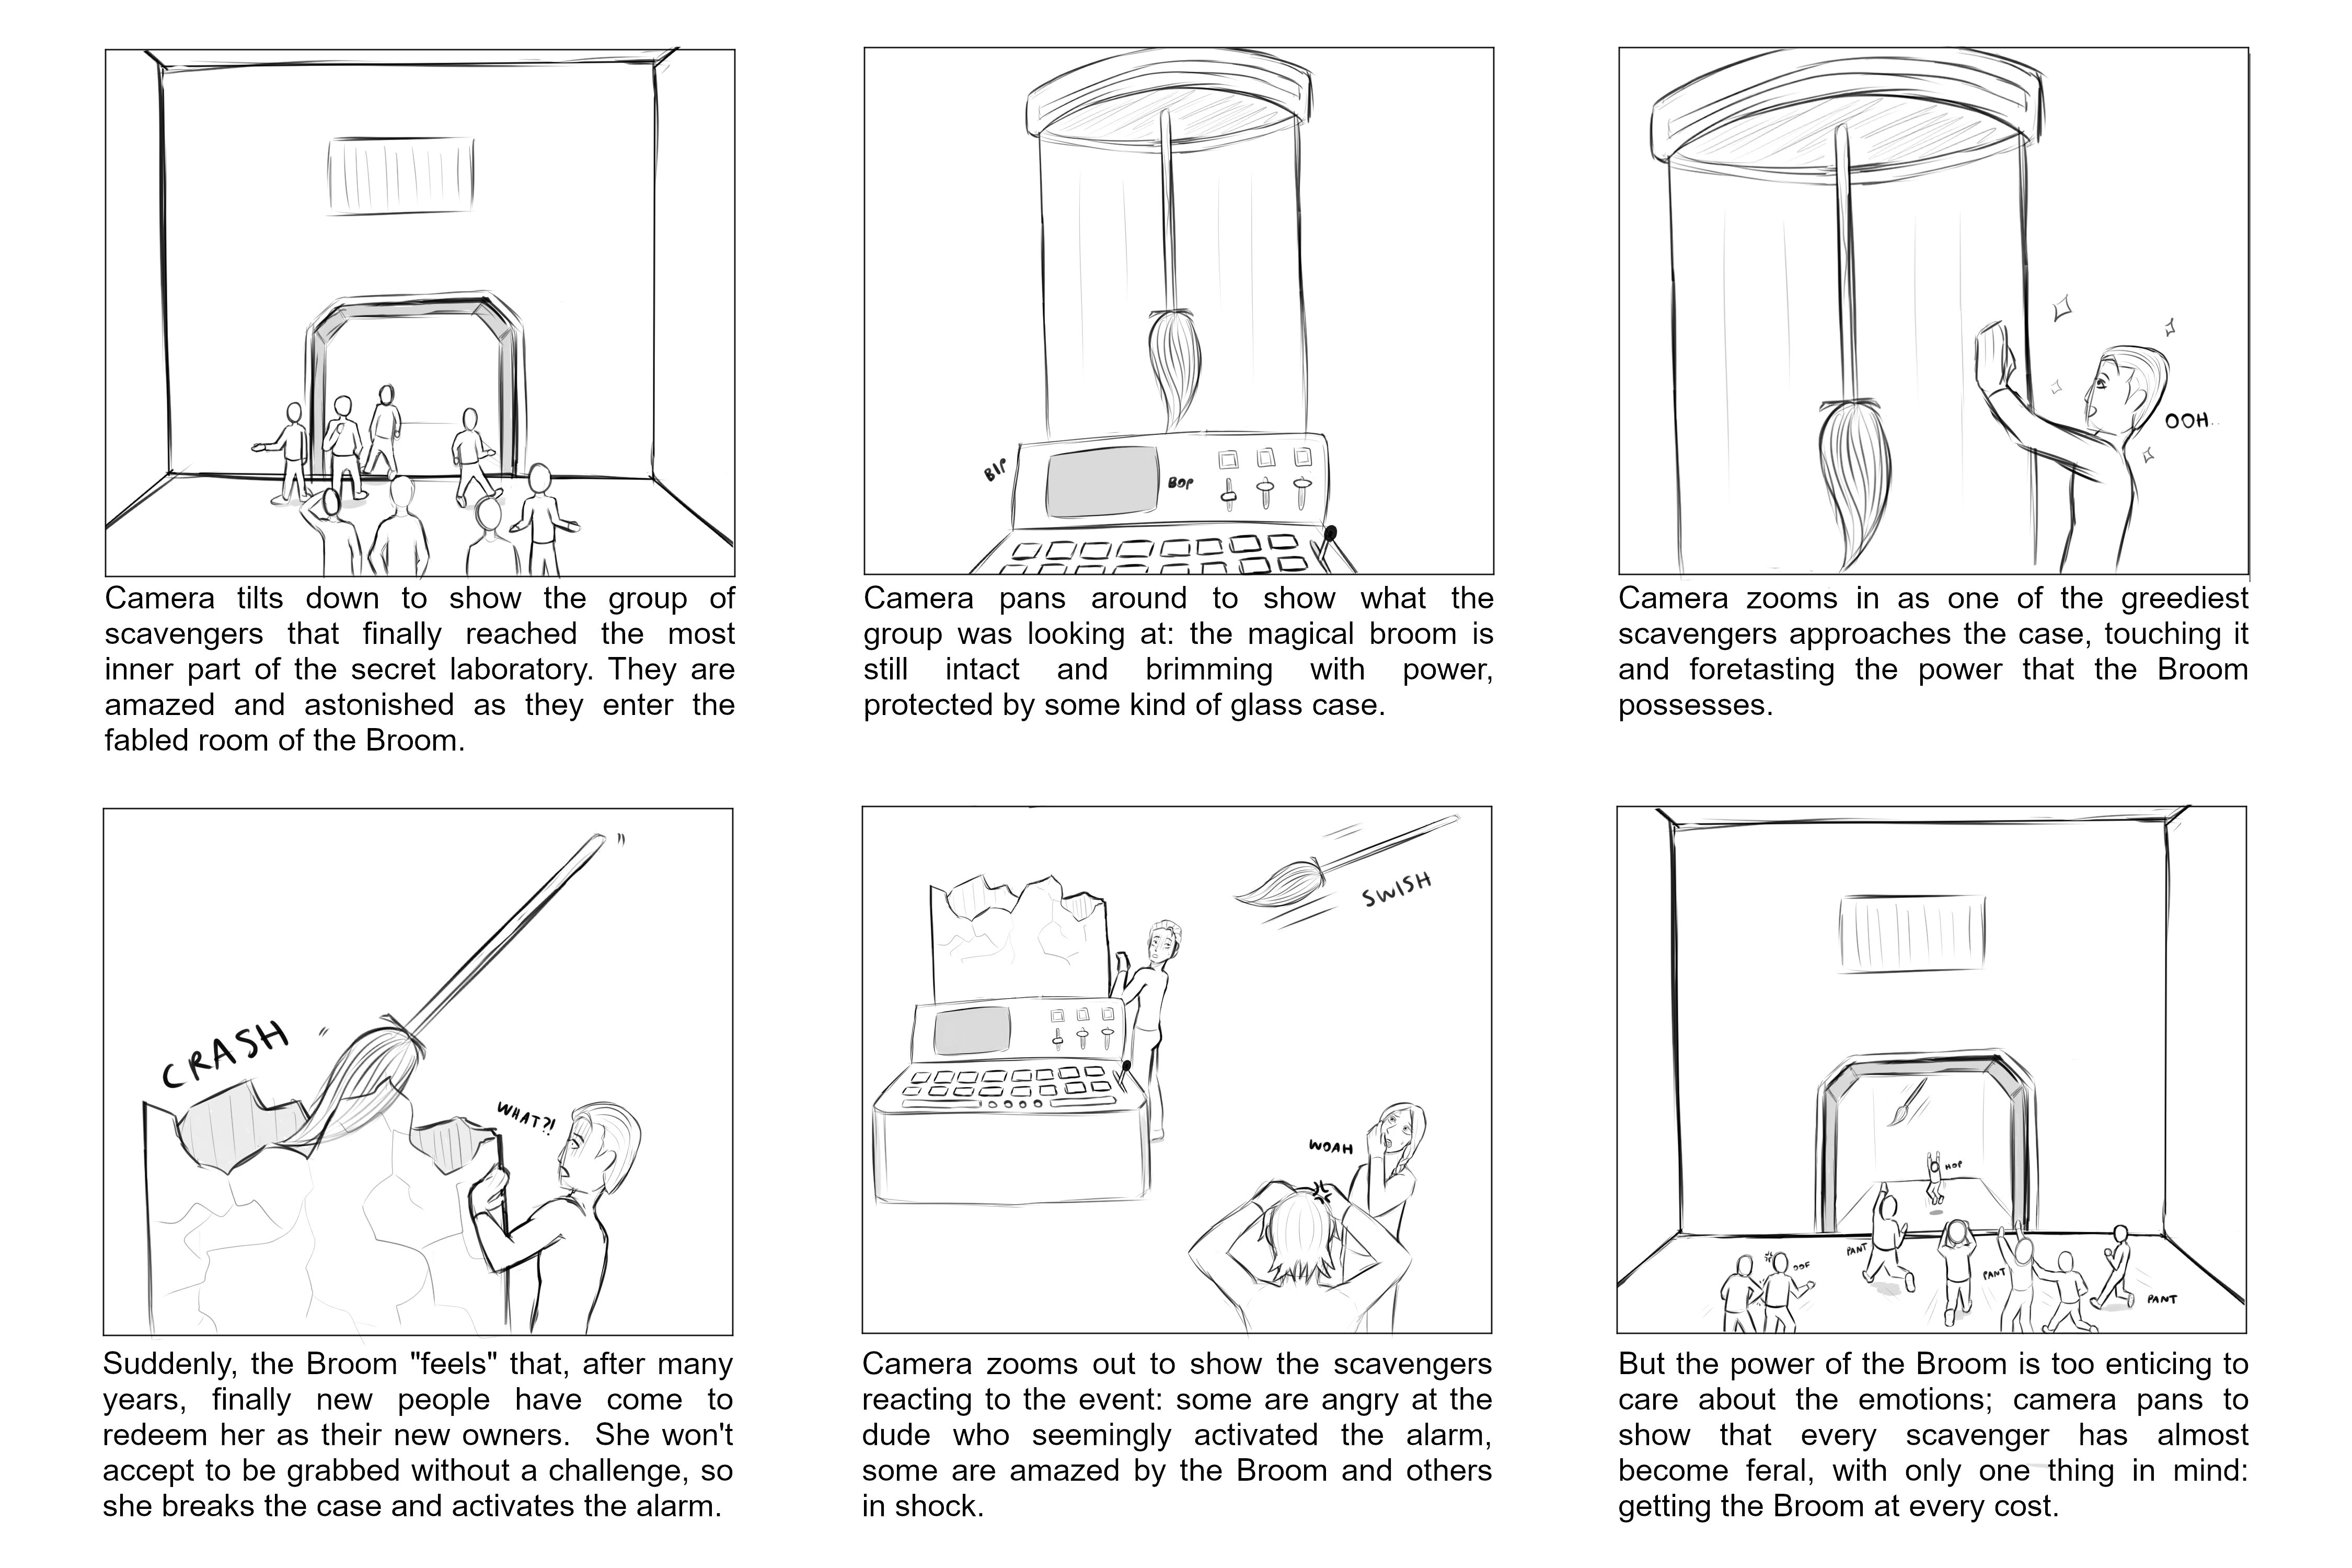 Camera tilts down to show the group of
scavengers that finally reached the most
inner part of the secret laboratory. They are
amazed and astonished as they enter the
fabled room of the Broom.
BIP
BOP
Camera pans around to show what the
group was looking at: the magical broom is
still intact and brimming with power,
protected by some kind of glass case.
OOH..
Camera zooms in as one of the greediest
scavengers approaches the case, touching it
and foretasting the power that the Broom
possesses.
CRASH
WHAT?!
Suddenly, the Broom "feels" that, after many
years, finally new people have come to
redeem her as their new owners.  She won't
accept to be grabbed without a challenge, so
she breaks the case and activates the alarm.
SWISH
WOAH
Camera zooms out to show the scavengers
reacting to the event: some are angry at the
dude who seemingly activated the alarm,
some are amazed by the Broom and others
in shock.
HOP
PANT
OOF
PANT
PANT
But the power of the Broom is too enticing to
care about the emotions; camera pans to
show that every scavenger has almost
become feral, with only one thing in mind:
getting the Broom at every cost.